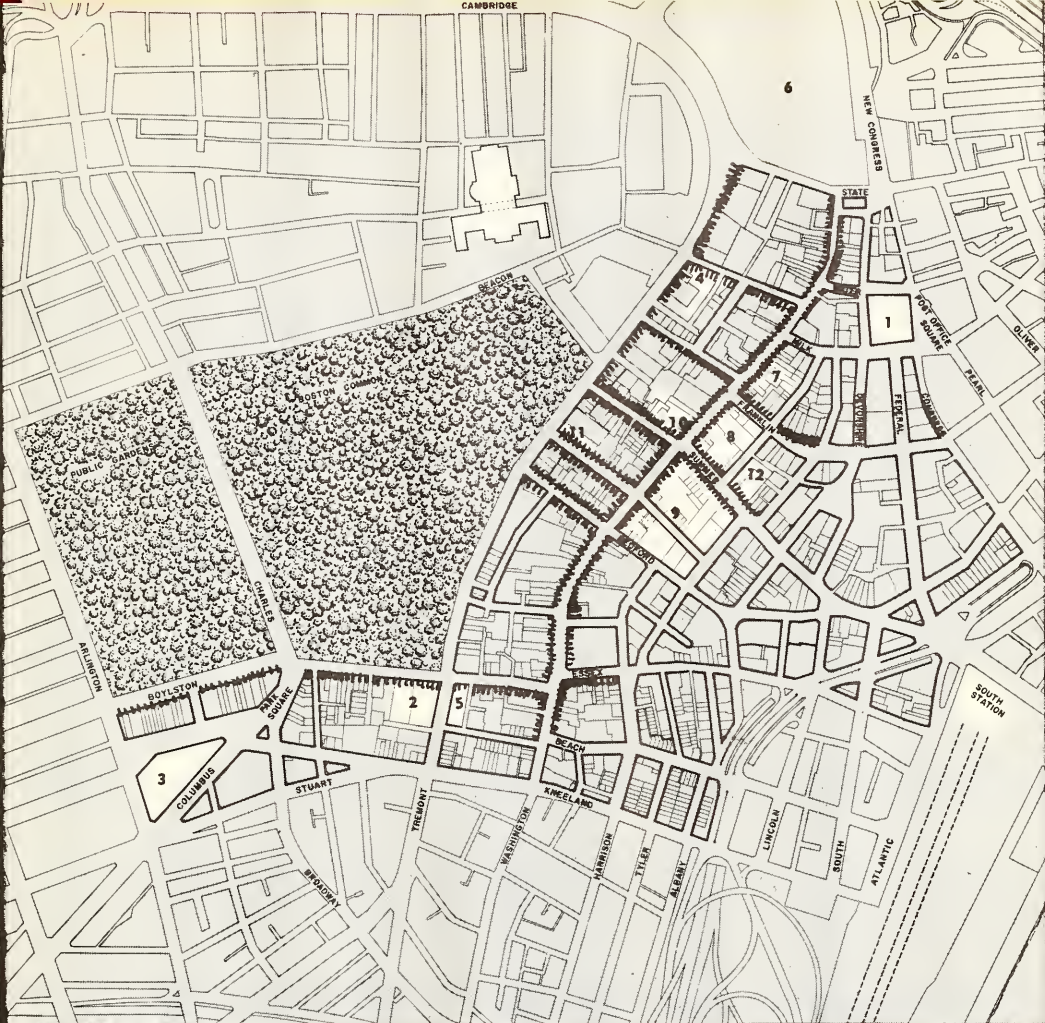 CAMBRIDGE
6
NEW CONGRESS
STATE
BEACON
4
1
POST OFFICE
SQUARE
OLIVER
BOSTON COMMON
7
PEARL
PUBLIC GARDEN
FRANKLIN
DEVONSHIRE
FEDERAL
CONGRESS
10
11
8
SUMMER
12
9
BEDFORD
CHARLES
ARLINGTON
BOYLSTON
PARK
SQUARE
ESSEX
2
5
SOUTH
STATION
BEACH
3
COLUMBUS
STUART
KNEELAND
TREMONT
WASHINGTON
HARRISON
TYLER
ALBANY
LINCOLN
SOUTH
ATLANTIC
BROADWAY